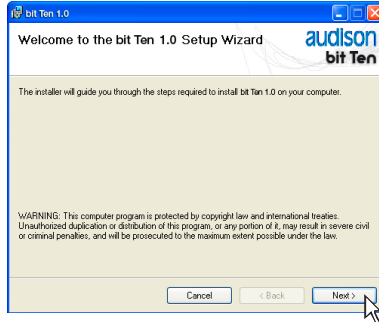 bit Ten 1.0
Welcome to the bit Ten 1.0 Setup Wizard
audison
bit Ten
The installer will guide you through the steps required to install bit Ten 1.0 on your computer.
WARNING: This computer program is protected by copyright law and international treaties.
Unauthorized duplication or distribution of this program, or any portion of it, may result in severe civil
or criminal penalties, and will be prosecuted to the maximum extent possible under the law.
Cancel
< Back
Next >